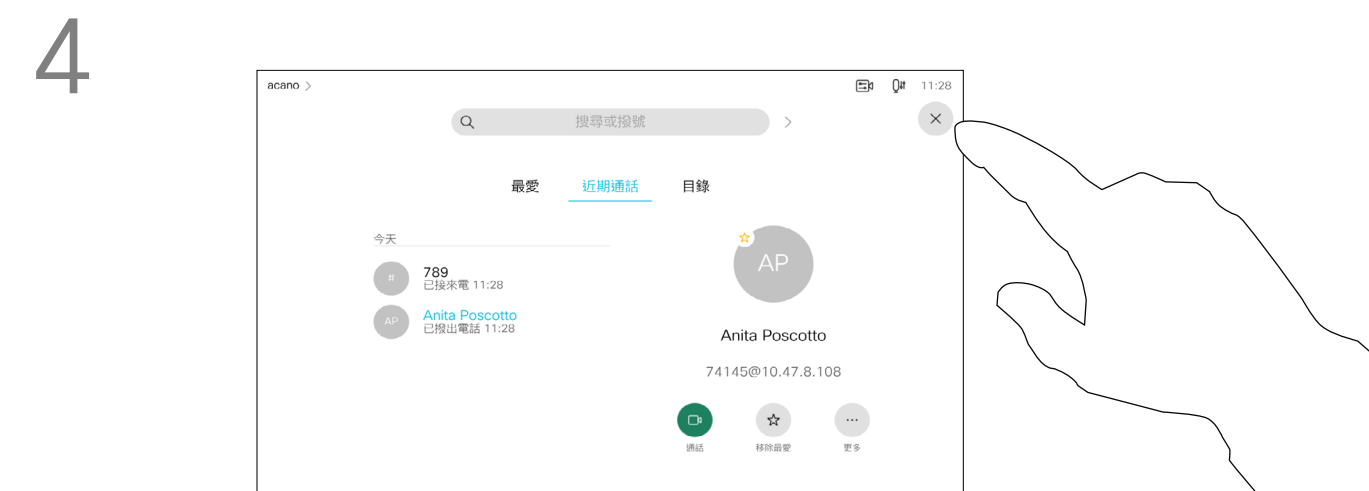 4
acano >
11:28
搜尋或撥號
最愛 近期通話 目錄
今天
#
789
已接來電 11:28
AP
Anita Poscotto
已撥出電話 11:28
AP
Anita Poscotto
74145@10.47.8.108
通話 移除最愛 更多